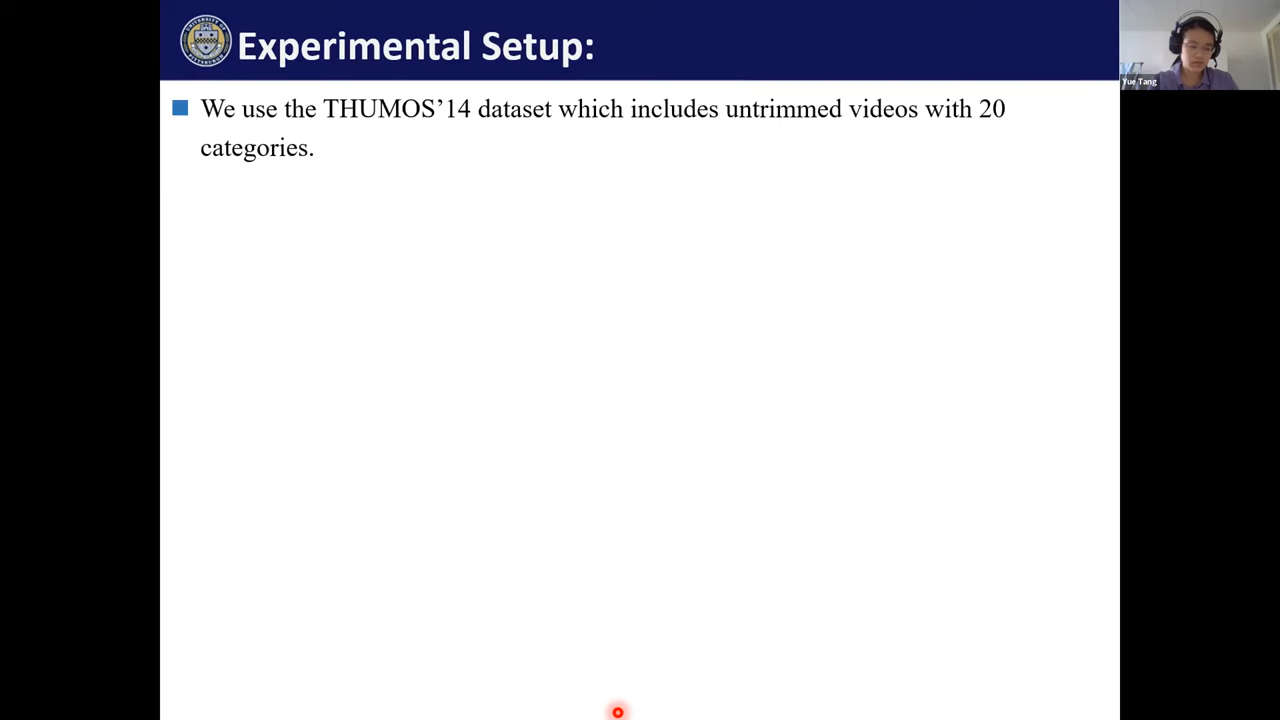 Experimental Setup:
We use the THUMOS’14 dataset which includes untrimmed videos with 20
categories.
Yue Tang